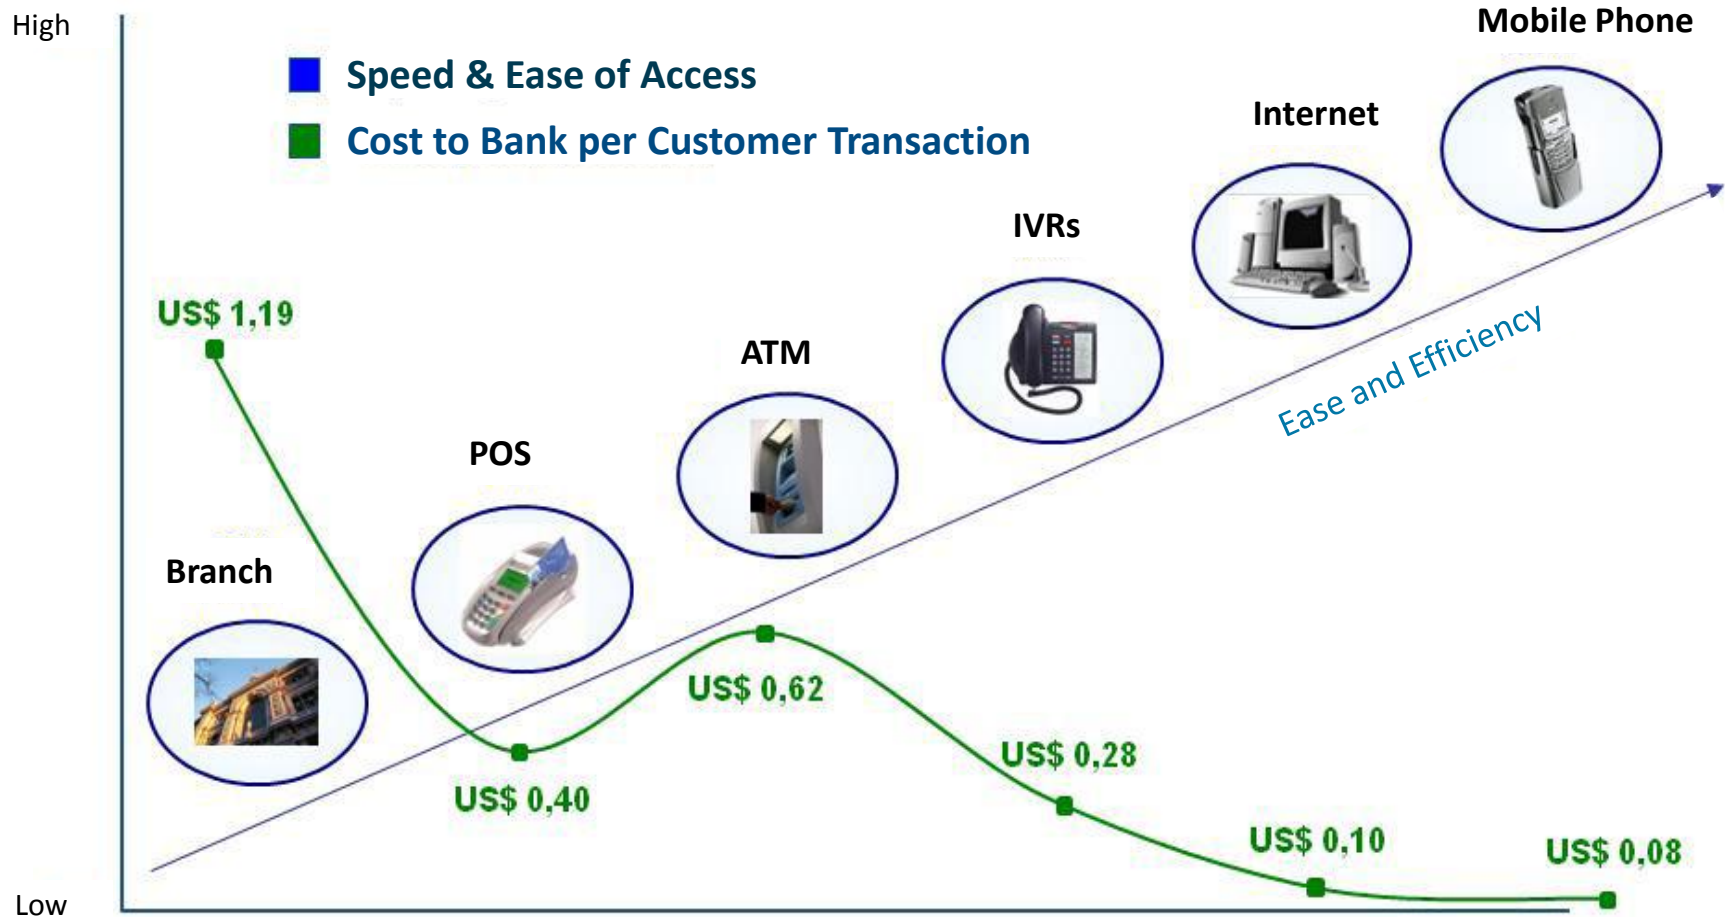 High
Mobile Phone
Speed & Ease of Access
Internet
Cost to Bank per Customer Transaction
IVRs
US$ 1,19
ATM
Ease and Efficiency
POS
Branch
US$ 0,62
US$ 0,28
US$ 0,40
US$ 0,10
US$ 0,08
Low